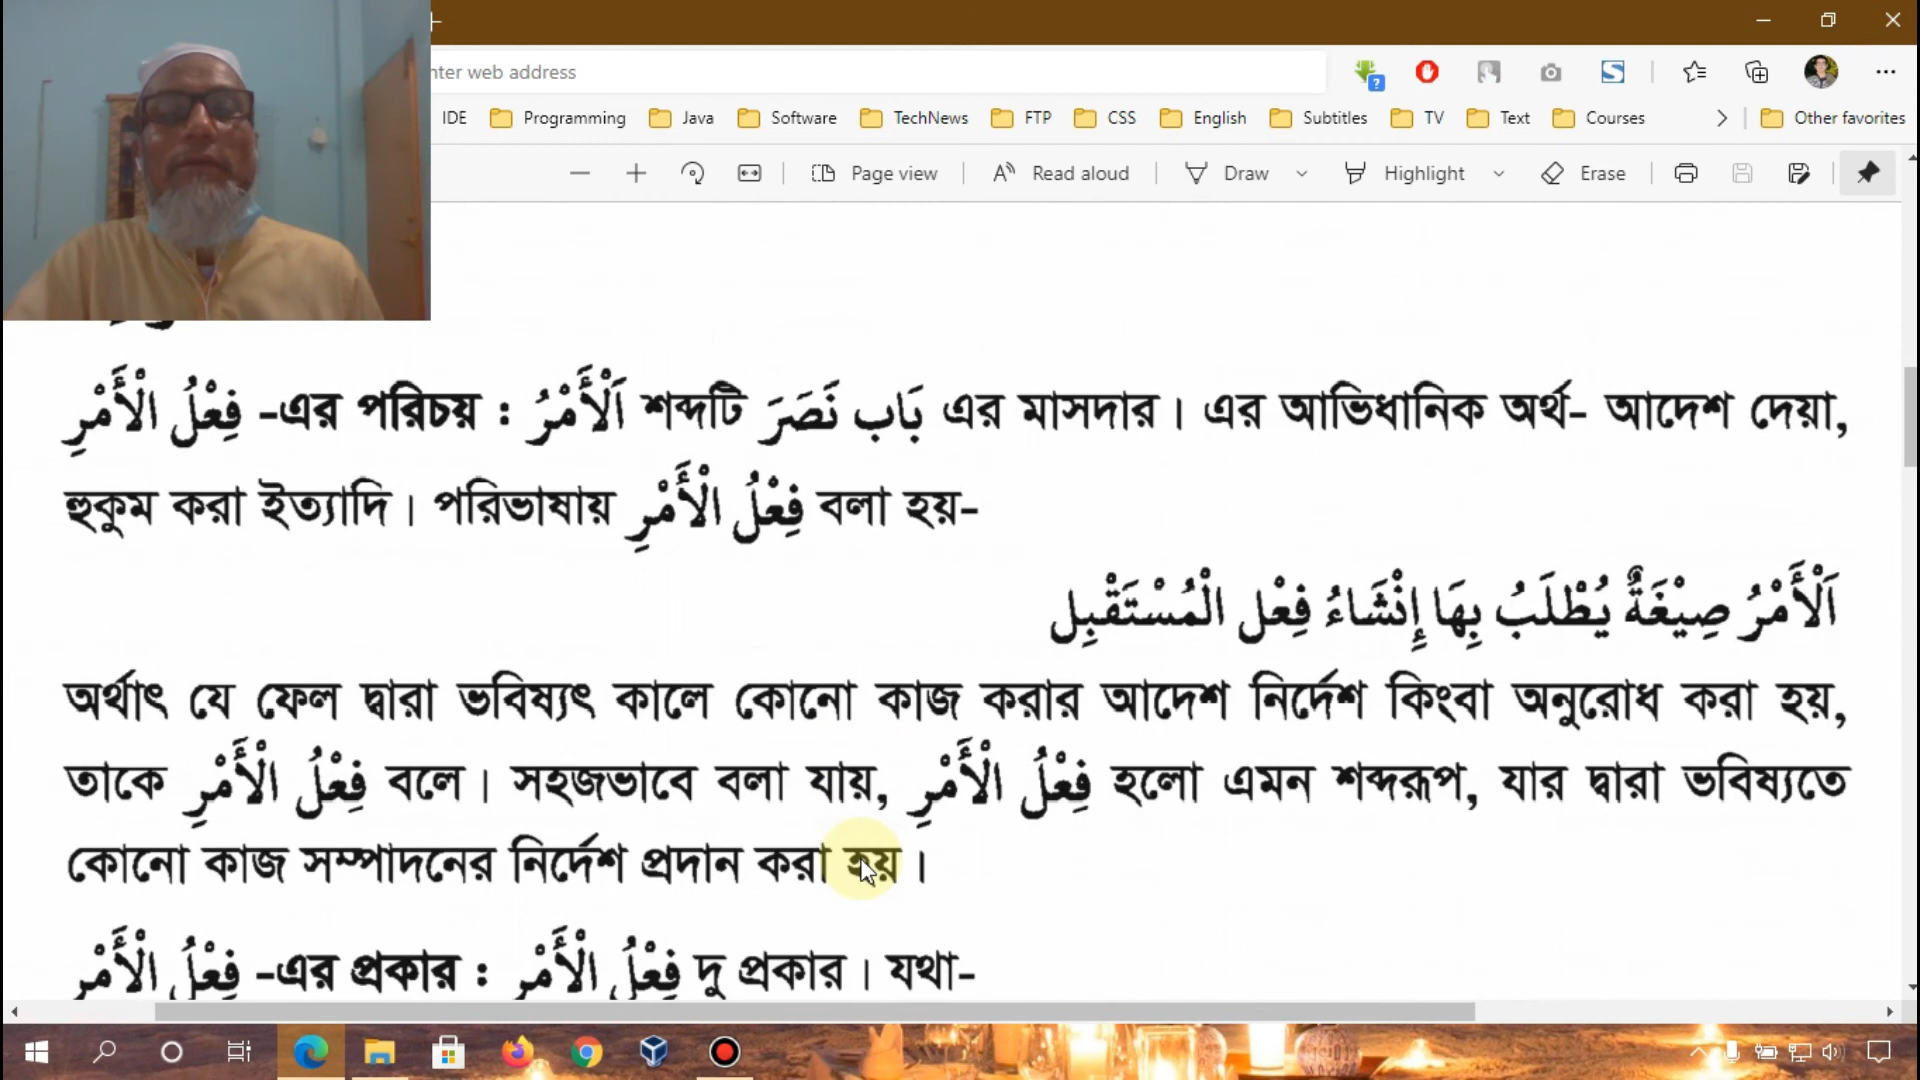 nter web address
IDE Programming Java Software TechNews FTP CSS English Subtitles TV Text Courses Other favorites
Page view Read aloud Draw Highlight Erase
فِعْلُ الْأَمْرِ -এর পরিচয় : اَلْأَمْرُ শব্দটি بَاب نَصَرَ এর মাসদার। এর আভিধানিক অর্থ- আদেশ দেয়া,
হুকুম করা ইত্যাদি। পরিভাষায় فِعْلُ الْأَمْرِ বলা হয়-
اَلْأَمْرُ صِيْغَةٌ يُطْلَبُ بِهَا إِنْشَاءُ فِعْل الْمُسْتَقْبِل
অর্থাৎ যে ফেল দ্বারা ভবিষ্যৎ কালে কোনো কাজ করার আদেশ নির্দেশ কিংবা অনুরোধ করা হয়,
তাকে فِعْلُ الْأَمْرِ বলে। সহজভাবে বলা যায়, فِعْلُ الْأَمْرِ হলো এমন শব্দরূপ, যার দ্বারা ভবিষ্যতে
কোনো কাজ সম্পাদনের নির্দেশ প্রদান করা হয়।
فِعْلُ الْأَمْرِ -এর প্রকার : فِعْلُ الْأَمْرِ দু প্রকার। যথা-